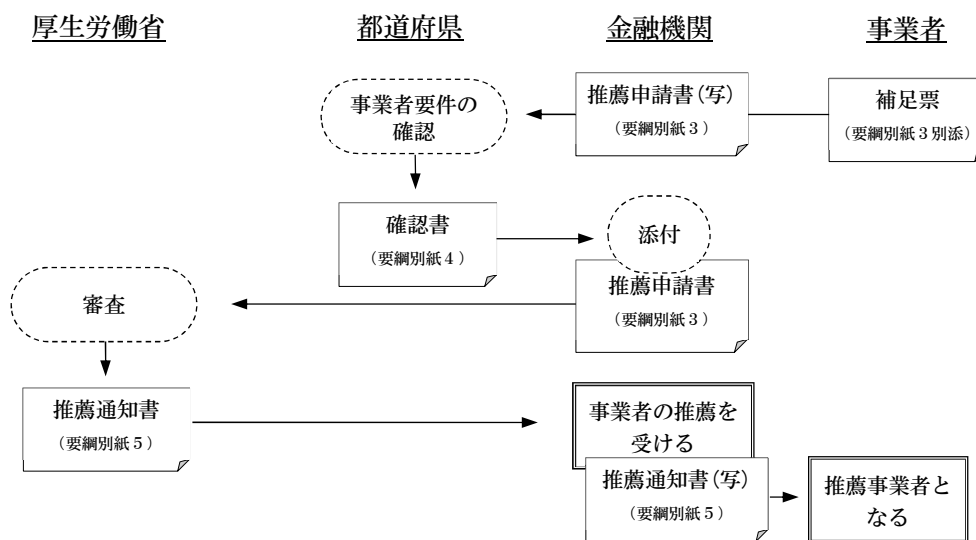 厚生労働省
都道府県
金融機関
事業者
事業者要件の
確認
推薦申請書(写)
(要綱別紙3)
補足票
(要綱別紙3別添)
確認書
(要綱別紙4)
添付
推薦申請書
(要綱別紙3)
審査
推薦通知書
(要綱別紙5)
事業者の推薦を
受ける
推薦通知書(写)
(要綱別紙5)
推薦事業者と
なる